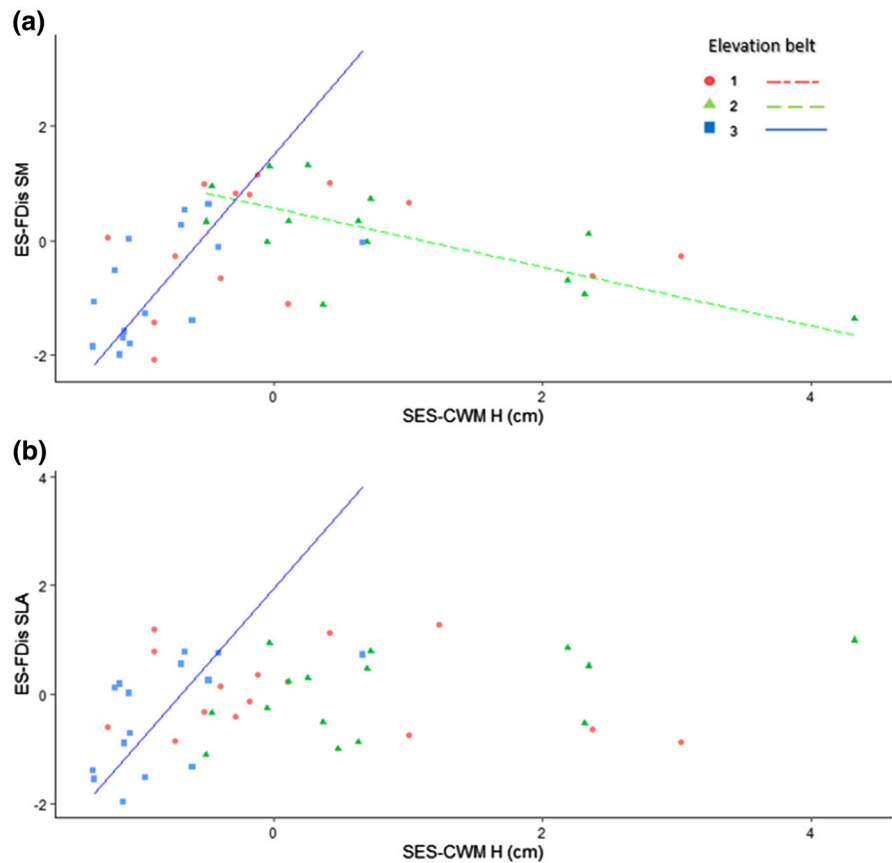 (a)
Elevation belt
1
2
3
2
0
-2
ES-FDis SM
0
2
4
SES-CWM H (cm)
(b)
4
2
0
-2
ES-FDis SLA
0
2
4
SES-CWM H (cm)